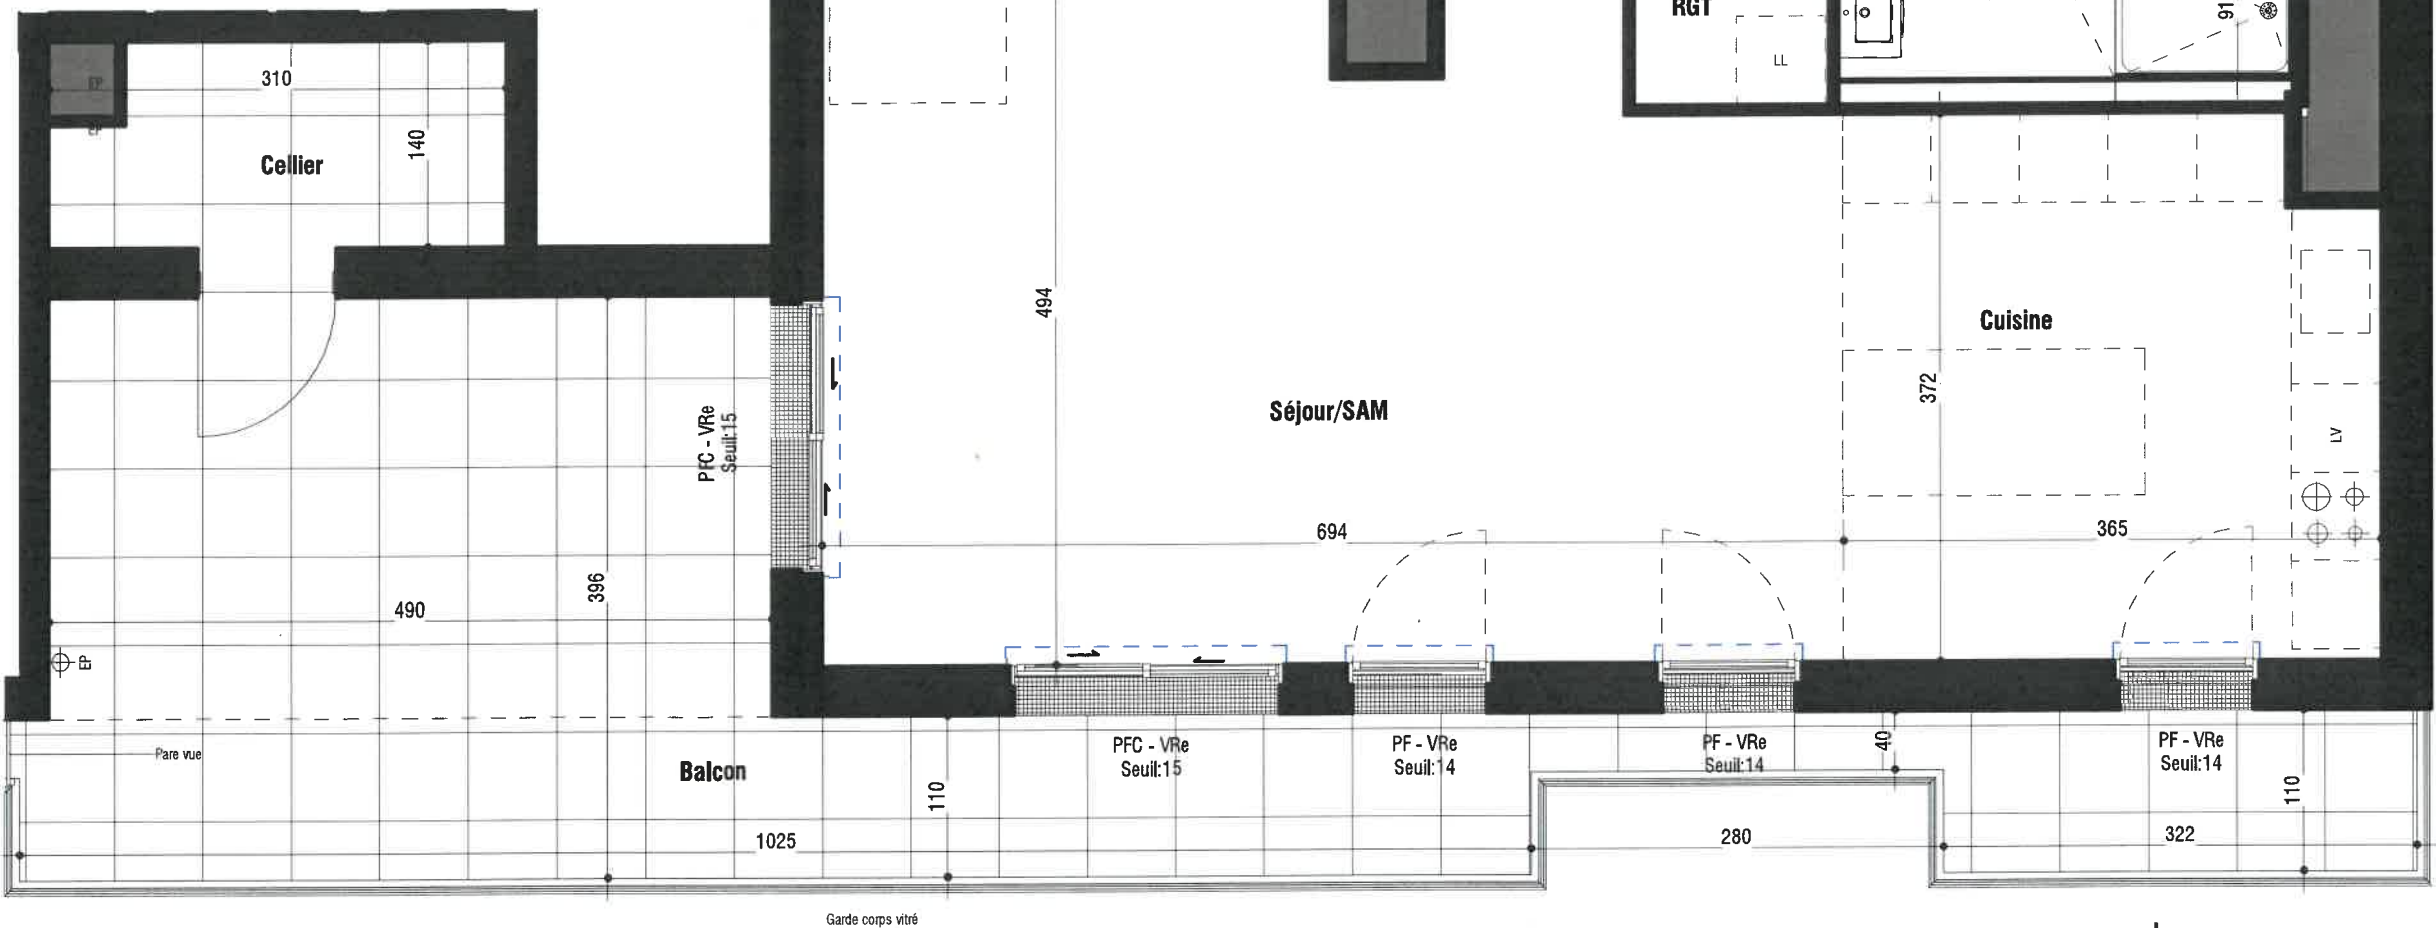 RGT
91
EP
310
LL
EP
140
Cellier
494
Cuisine
372
Séjour/SAM
PFC - VRe
Seuil:15
LV
694
365
396
490
EP
Pare vue
Balcon
PFC - VRe
Seuil:15
PF - VRe
Seuil:14
PF - VRe
Seuil:14
40
PF - VRe
Seuil:14
110
110
1025
280
322
Garde corps vitré